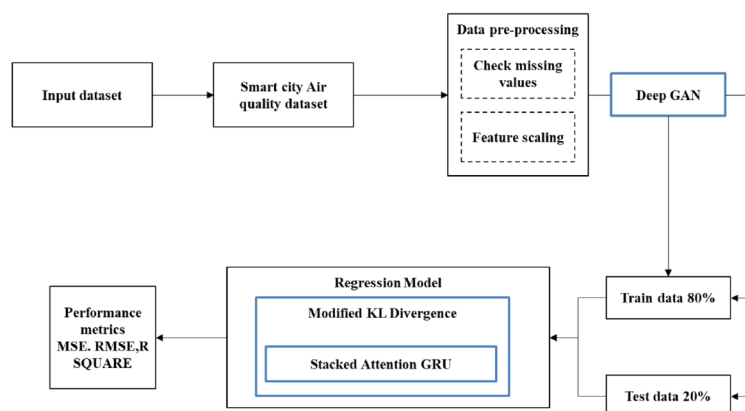 Input dataset
Smart city Air
quality dataset
Data pre-processing
Check missing
values
Feature scaling
Deep GAN
Performance
metrics
MSE. RMSE,R
SQUARE
Regression Model
Modified KL Divergence
Stacked Attention GRU
Train data 80%
Test data 20%